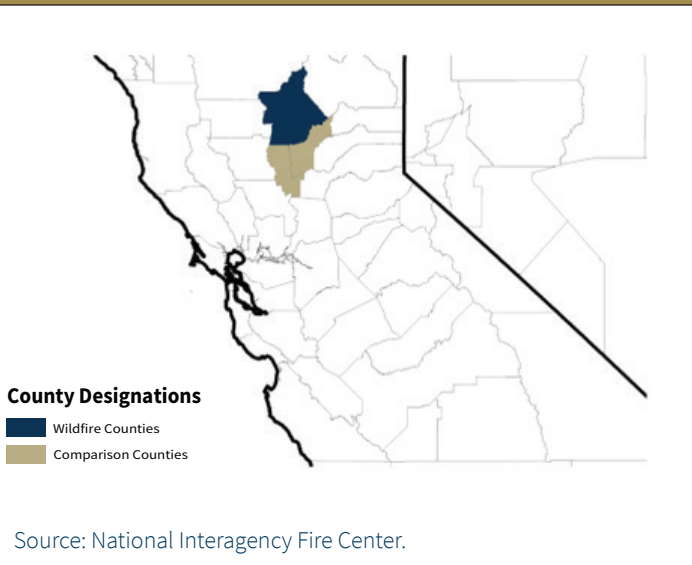 County Designations
Wildfire Counties
Comparison Counties
Source: National Interagency Fire Center.